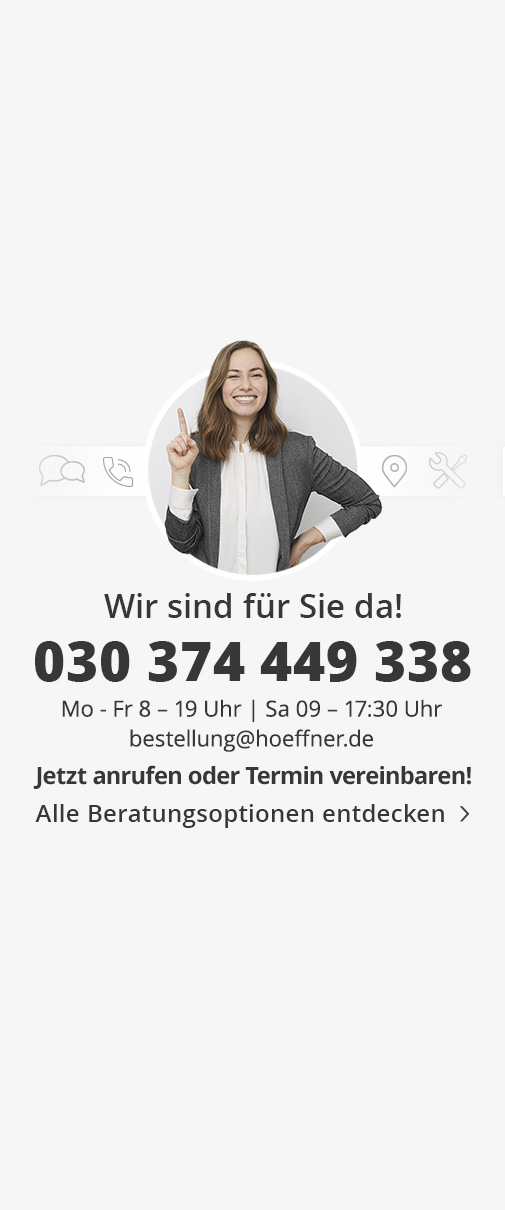 Wir sind für Sie da!
030 374 449 338
Mo - Fr 8 – 19 Uhr | Sa 09 – 17:30 Uhr
bestellung@hoeffner.de
Jetzt anrufen oder Termin vereinbaren!
Alle Beratungsoptionen entdecken